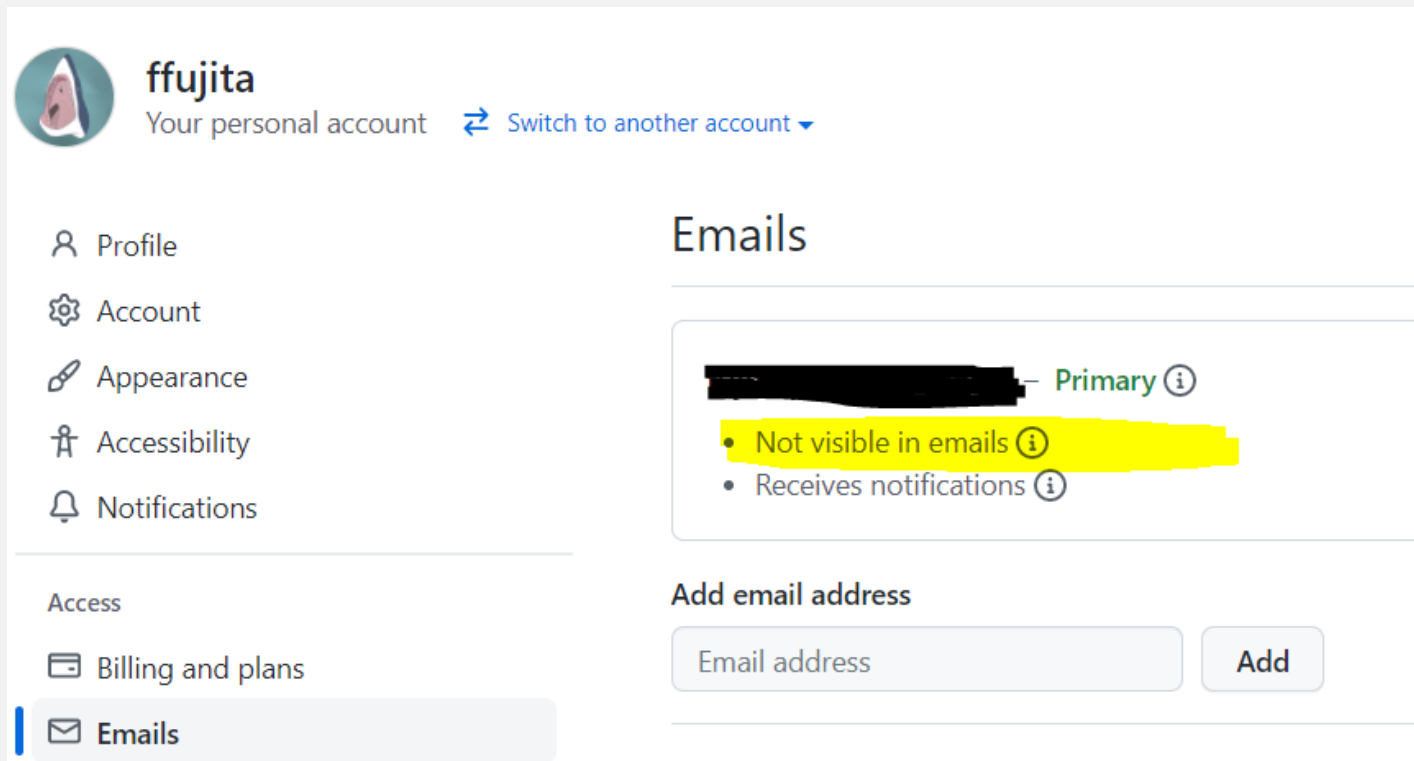 ffujita
Your personal account Switch to another account
Profile
Account
Appearance
Accessibility
Notifications
Access
Billing and plans
Emails
Emails
– Primary
• Not visible in emails
• Receives notifications
Add email address
Email address Add